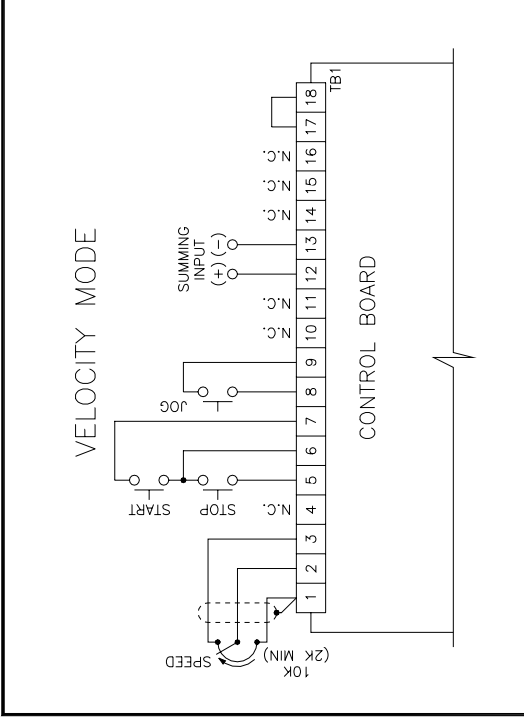 VELOCITY MODE
SUMMING
INPUT
(+) (-)
JOG
START
STOP
SPEED
10K
(2K MIN)
N.C.
N.C.
N.C.
N.C.
N.C.
N.C.
1 2 3 4 5 6 7 8 9 10 11 12 13 14 15 16 17 18
TB1
CONTROL BOARD